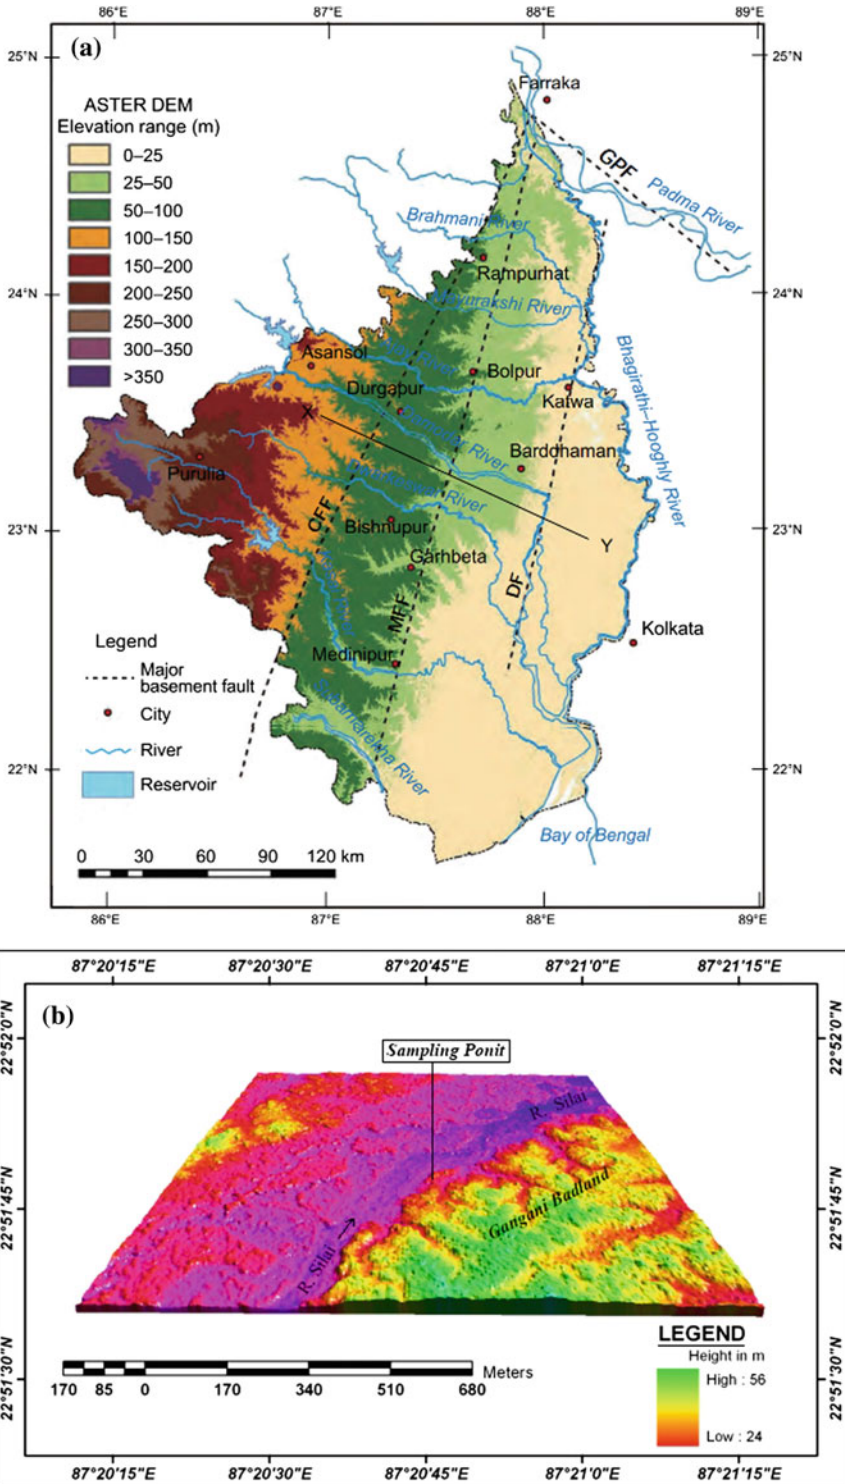 86°E 87°E 88°E 89°E
(a)
25°N 25°N
Farraka
ASTER DEM
Elevation range (m)
0–25
25–50
50–100
100–150
150–200
200–250
250–300
300–350
>350
GPF
Padma River
Brahmani River
Rampurhat
24°N 24°N
Mayurakshi River
Asansol
Bolpur
Durgapur
Katwa
Bhagirathi–Hooghly River
X
Damodar River
Barddhaman
Purulia
River
CFF
Bishnupur
23°N 23°N
Y
Garhbeta
DF
MFF
Kolkata
Legend
Major
basement fault
City
River
Reservoir
Medinipur
Subarnarekha River
22°N 22°N
Bay of Bengal
0 30 60 90 120 km
86°E 87°E 88°E 89°E
87°20'15"E 87°20'30"E 87°20'45"E 87°21'0"E 87°21'15"E
(b)
22°52'0"N 22°52'0"N
Sampling Ponit
R. Silai
22°51'45"N 22°51'45"N
Gangani Badland
R. Silai
LEGEND
Height in m
High : 56
Low : 24
Meters
170 85 0 170 340 510 680
22°51'30"N 22°51'30"N
87°20'15"E 87°20'30"E 87°20'45"E 87°21'0"E 87°21'15"E